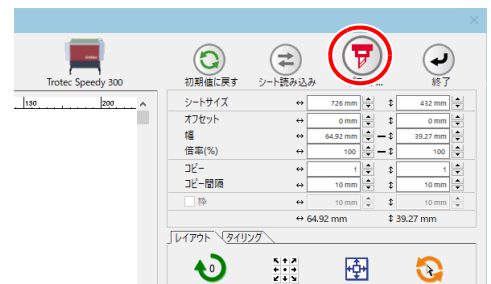 Trotec Speedy 300
初期値に戻す シート読み込み 終了
150 200
シートサイズ 726 mm 432 mm
オフセット 0 mm 0 mm
幅 64.92 mm 39.27 mm
倍率(%) 100 100
コピー 1 1
コピー間隔 10 mm 10 mm
枠 10 mm 10 mm
64.92 mm 39.27 mm
レイアウト タイリング
0